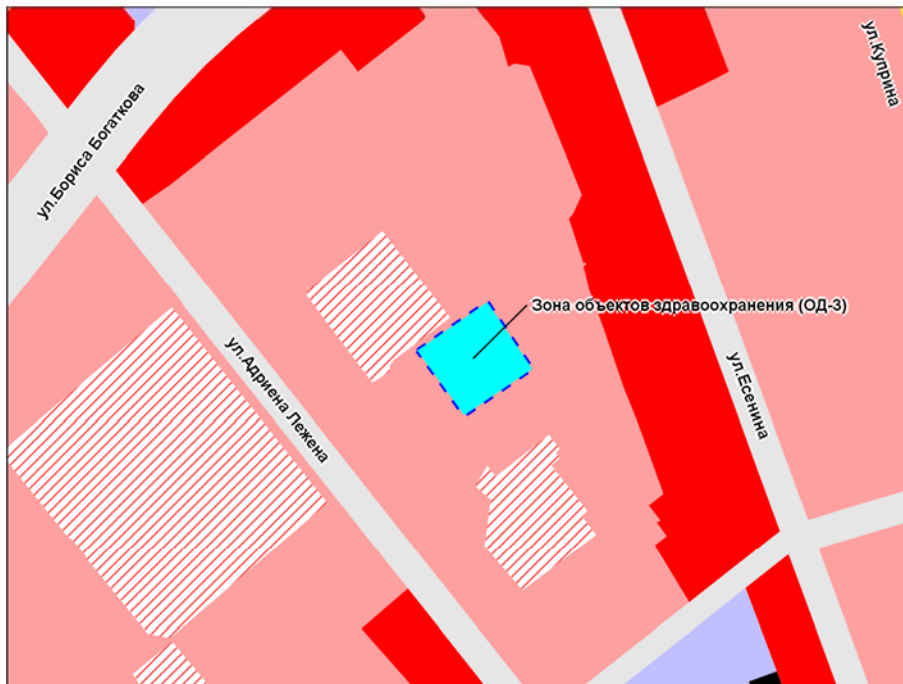 ул.Куприна
ул.Бориса Богаткова
Зона объектов здравоохранения (ОД-3)
ул.Адриена Лежена
ул.Есенина